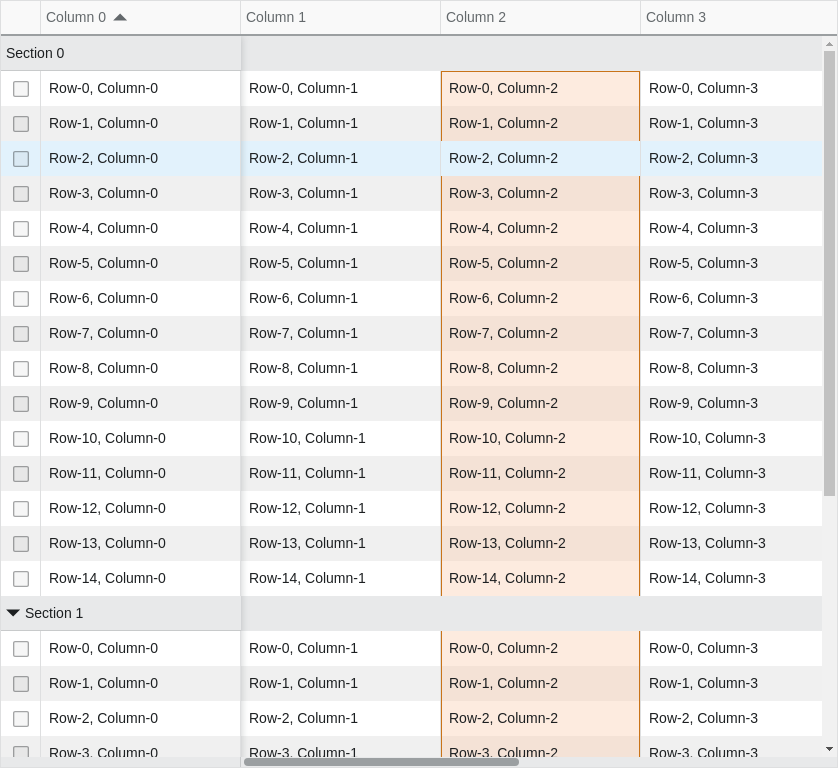 Column 0 Column 1 Column 2 Column 3
Section 0
Row-0, Column-0 Row-0, Column-1 Row-0, Column-2 Row-0, Column-3
Row-1, Column-0 Row-1, Column-1 Row-1, Column-2 Row-1, Column-3
Row-2, Column-0 Row-2, Column-1 Row-2, Column-2 Row-2, Column-3
Row-3, Column-0 Row-3, Column-1 Row-3, Column-2 Row-3, Column-3
Row-4, Column-0 Row-4, Column-1 Row-4, Column-2 Row-4, Column-3
Row-5, Column-0 Row-5, Column-1 Row-5, Column-2 Row-5, Column-3
Row-6, Column-0 Row-6, Column-1 Row-6, Column-2 Row-6, Column-3
Row-7, Column-0 Row-7, Column-1 Row-7, Column-2 Row-7, Column-3
Row-8, Column-0 Row-8, Column-1 Row-8, Column-2 Row-8, Column-3
Row-9, Column-0 Row-9, Column-1 Row-9, Column-2 Row-9, Column-3
Row-10, Column-0 Row-10, Column-1 Row-10, Column-2 Row-10, Column-3
Row-11, Column-0 Row-11, Column-1 Row-11, Column-2 Row-11, Column-3
Row-12, Column-0 Row-12, Column-1 Row-12, Column-2 Row-12, Column-3
Row-13, Column-0 Row-13, Column-1 Row-13, Column-2 Row-13, Column-3
Row-14, Column-0 Row-14, Column-1 Row-14, Column-2 Row-14, Column-3
Section 1
Row-0, Column-0 Row-0, Column-1 Row-0, Column-2 Row-0, Column-3
Row-1, Column-0 Row-1, Column-1 Row-1, Column-2 Row-1, Column-3
Row-2, Column-0 Row-2, Column-1 Row-2, Column-2 Row-2, Column-3
Row-3, Column-0 Row-3, Column-1 Row-3, Column-2 Row-3, Column-3